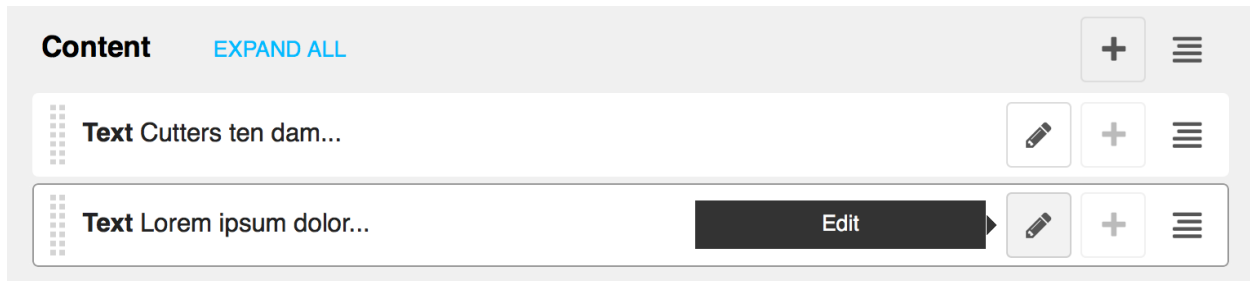 Content EXPAND ALL
Text Cutters ten dam...
Text Lorem ipsum dolor... Edit